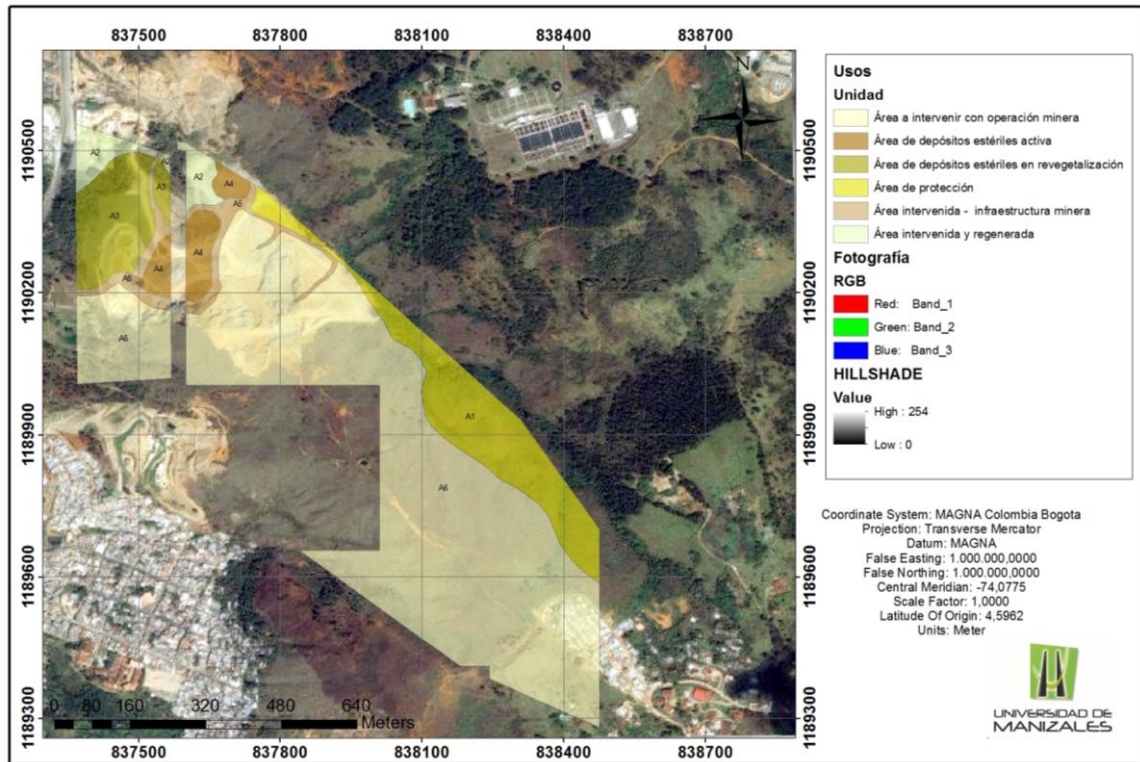 837500 837800 838100 838400 838700
1190500
1190200
1189900
1189600
1189300
N
A2
A3
A2
A4
A3
A5
A3
A4
A4
A5
A6
A1
A6
0 80 160 320 480 640
Meters
1190500
1190200
1189900
1189600
1189300
837500 837800 838100 838400 838700
Usos
Unidad
Área a intervenir con operación minera
Área de depósitos estériles activa
Área de depósitos estériles en revegetalización
Área de protección
Área intervenida - infraestructura minera
Área intervenida y regenerada
Fotografía
RGB
Red: Band_1
Green: Band_2
Blue: Band_3
HILLSHADE
Value
High : 254
Low : 0
Coordinate System: MAGNA Colombia Bogota
Projection: Transverse Mercator
Datum: MAGNA
False Easting: 1.000.000,0000
False Northing: 1.000.000,0000
Central Meridian: -74,0775
Scale Factor: 1,0000
Latitude Of Origin: 4,5962
Units: Meter
UNIVERSIDAD DE
MANIZALES